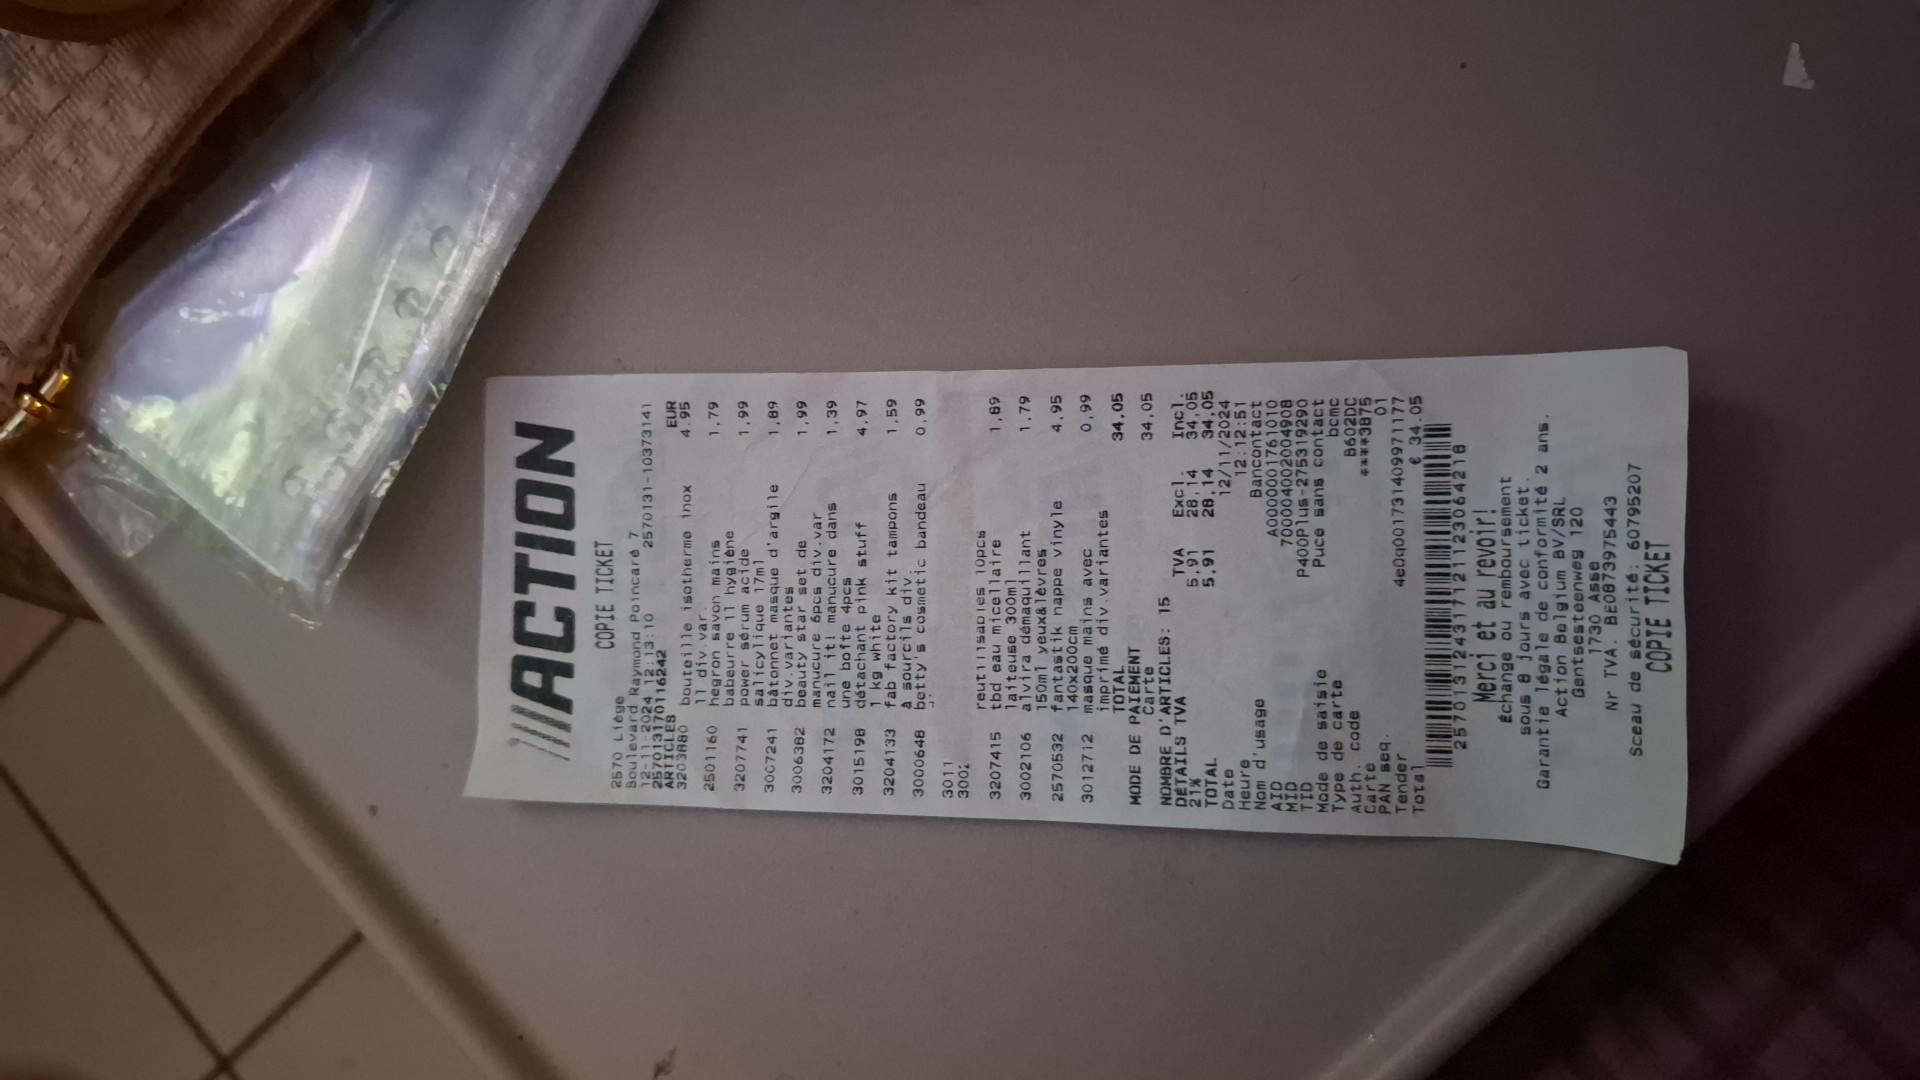 ACTION
COPIE TICKET
2570 Liège
Boulevard Raymond Poincaré 7
12-11-2024 12:13:10 2570131-10373141
2570131701116242
ARTICLES EUR
3203880 bouteille isotherme inox 4.95
1l div.var.
2501160 hegron savon mains 1,79
babeurre 1l hygiène
3207741 power sérum acide 1,99
salicylique 17ml
3007241 bâtonnet masque d'argile 1,89
div.variantes
3006382 beauty star set de 1,99
manucure 6pcs div.var
3204172 nail it! manucure dans 1,39
une boîte 4pcs
3015198 détachant pink stuff 4,97
1 kg white
3204133 fab factory kit tampons 1,59
à sourcils div.
3000648 betty's cosmetic bandeau 0,99
3011
3002
reutilisables 10pcs
3207415 tbd eau micellaire 1,89
laiteuse 300ml
3002106 alvira démaquillant 1,79
150ml yeux&lèvres
2570532 fantastik nappe vinyle 4,95
140x200cm
3012712 masque mains avec 0,99
imprimé div.variantes
TOTAL 34,05
MODE DE PAIEMENT
Carte 34,05
NOMBRE D'ARTICLES: 15
DÉTAILS TVA TVA Excl. Incl.
21% 5,91 28,14 34,05
TOTAL 5,91 28,14 34,05
Date 12/11/2024
Heure 12:12:51
Nom d'usage Bancontact
AID A0000001761010
MID 700004002004908
TID P400Plus-275319290
Mode de saisie Puce sans contact
Type de carte bcmc
Auth. code B602DC
Carte ****3875
PAN seq. 01
Tender 4e0q001731409971177
Total € 34.05
Merci et au revoir!
Échange ou remboursement
sous 8 jours avec ticket.
Garantie légale de conformité 2 ans.
Action Belgium BV/SRL
Gentsesteenweg 120
1730 Asse
Nr TVA. BE0873975443
Sceau de sécurité: 60795207
COPIE TICKET